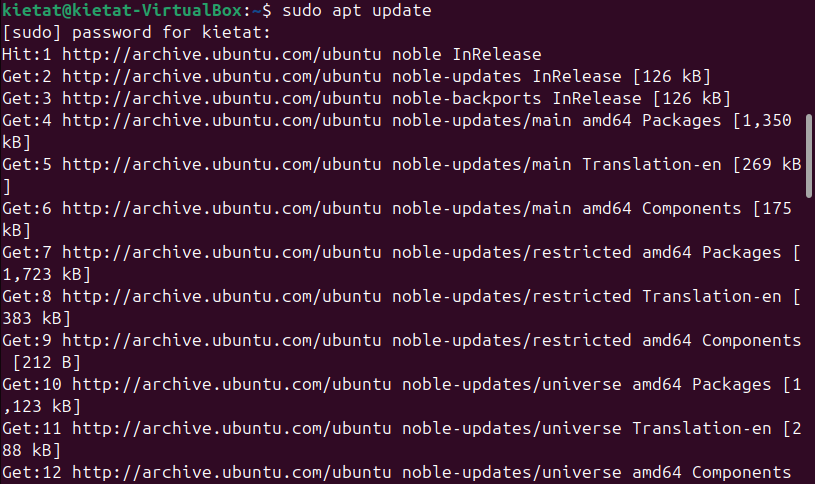 kietat@kietat-VirtualBox:~$ sudo apt update
[sudo] password for kietat:
Hit:1 http://archive.ubuntu.com/ubuntu noble InRelease
Get:2 http://archive.ubuntu.com/ubuntu noble-updates InRelease [126 kB]
Get:3 http://archive.ubuntu.com/ubuntu noble-backports InRelease [126 kB]
Get:4 http://archive.ubuntu.com/ubuntu noble-updates/main amd64 Packages [1,350
kB]
Get:5 http://archive.ubuntu.com/ubuntu noble-updates/main Translation-en [269 kB
]
Get:6 http://archive.ubuntu.com/ubuntu noble-updates/main amd64 Components [175
kB]
Get:7 http://archive.ubuntu.com/ubuntu noble-updates/restricted amd64 Packages [
1,723 kB]
Get:8 http://archive.ubuntu.com/ubuntu noble-updates/restricted Translation-en [
383 kB]
Get:9 http://archive.ubuntu.com/ubuntu noble-updates/restricted amd64 Components
 [212 B]
Get:10 http://archive.ubuntu.com/ubuntu noble-updates/universe amd64 Packages [1
,123 kB]
Get:11 http://archive.ubuntu.com/ubuntu noble-updates/universe Translation-en [2
88 kB]
Get:12 http://archive.ubuntu.com/ubuntu noble-updates/universe amd64 Components